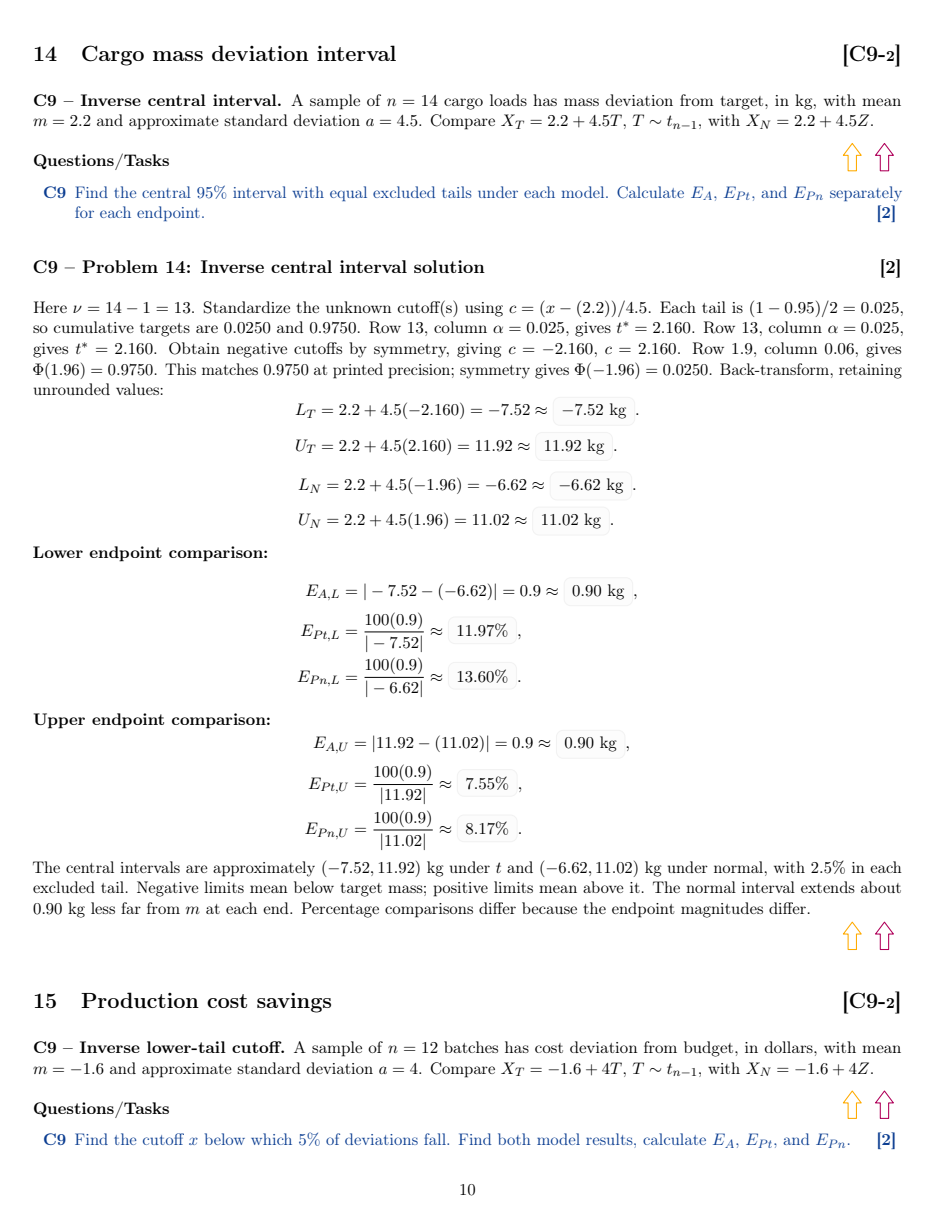 14 Cargo mass deviation interval [C9-2]
C9 – Inverse central interval. A sample of n = 14 cargo loads has mass deviation from target, in kg, with mean
m = 2.2 and approximate standard deviation a = 4.5. Compare X_T = 2.2 + 4.5T, T ∼ t_{n−1}, with X_N = 2.2 + 4.5Z.
Questions/Tasks
C9 Find the central 95% interval with equal excluded tails under each model. Calculate E_A, E_{Pt}, and E_{Pn} separately
for each endpoint. [2]
C9 – Problem 14: Inverse central interval solution [2]
Here ν = 14 − 1 = 13. Standardize the unknown cutoff(s) using c = (x − (2.2))/4.5. Each tail is (1 − 0.95)/2 = 0.025,
so cumulative targets are 0.0250 and 0.9750. Row 13, column α = 0.025, gives t* = 2.160. Row 13, column α = 0.025,
gives t* = 2.160. Obtain negative cutoffs by symmetry, giving c = −2.160, c = 2.160. Row 1.9, column 0.06, gives
Φ(1.96) = 0.9750. This matches 0.9750 at printed precision; symmetry gives Φ(−1.96) = 0.0250. Back-transform, retaining
unrounded values:
L_T = 2.2 + 4.5(−2.160) = −7.52 ≈ −7.52 kg .
U_T = 2.2 + 4.5(2.160) = 11.92 ≈ 11.92 kg .
L_N = 2.2 + 4.5(−1.96) = −6.62 ≈ −6.62 kg .
U_N = 2.2 + 4.5(1.96) = 11.02 ≈ 11.02 kg .
Lower endpoint comparison:
E_{A,L} = | − 7.52 − (−6.62)| = 0.9 ≈ 0.90 kg ,
E_{Pt,L} = 100(0.9) / | − 7.52| ≈ 11.97% ,
E_{Pn,L} = 100(0.9) / | − 6.62| ≈ 13.60% .
Upper endpoint comparison:
E_{A,U} = |11.92 − (11.02)| = 0.9 ≈ 0.90 kg ,
E_{Pt,U} = 100(0.9) / |11.92| ≈ 7.55% ,
E_{Pn,U} = 100(0.9) / |11.02| ≈ 8.17% .
The central intervals are approximately (−7.52, 11.92) kg under t and (−6.62, 11.02) kg under normal, with 2.5% in each
excluded tail. Negative limits mean below target mass; positive limits mean above it. The normal interval extends about
0.90 kg less far from m at each end. Percentage comparisons differ because the endpoint magnitudes differ.
15 Production cost savings [C9-2]
C9 – Inverse lower-tail cutoff. A sample of n = 12 batches has cost deviation from budget, in dollars, with mean
m = −1.6 and approximate standard deviation a = 4. Compare X_T = −1.6 + 4T, T ∼ t_{n−1}, with X_N = −1.6 + 4Z.
Questions/Tasks
C9 Find the cutoff x below which 5% of deviations fall. Find both model results, calculate E_A, E_{Pt}, and E_{Pn}. [2]
10